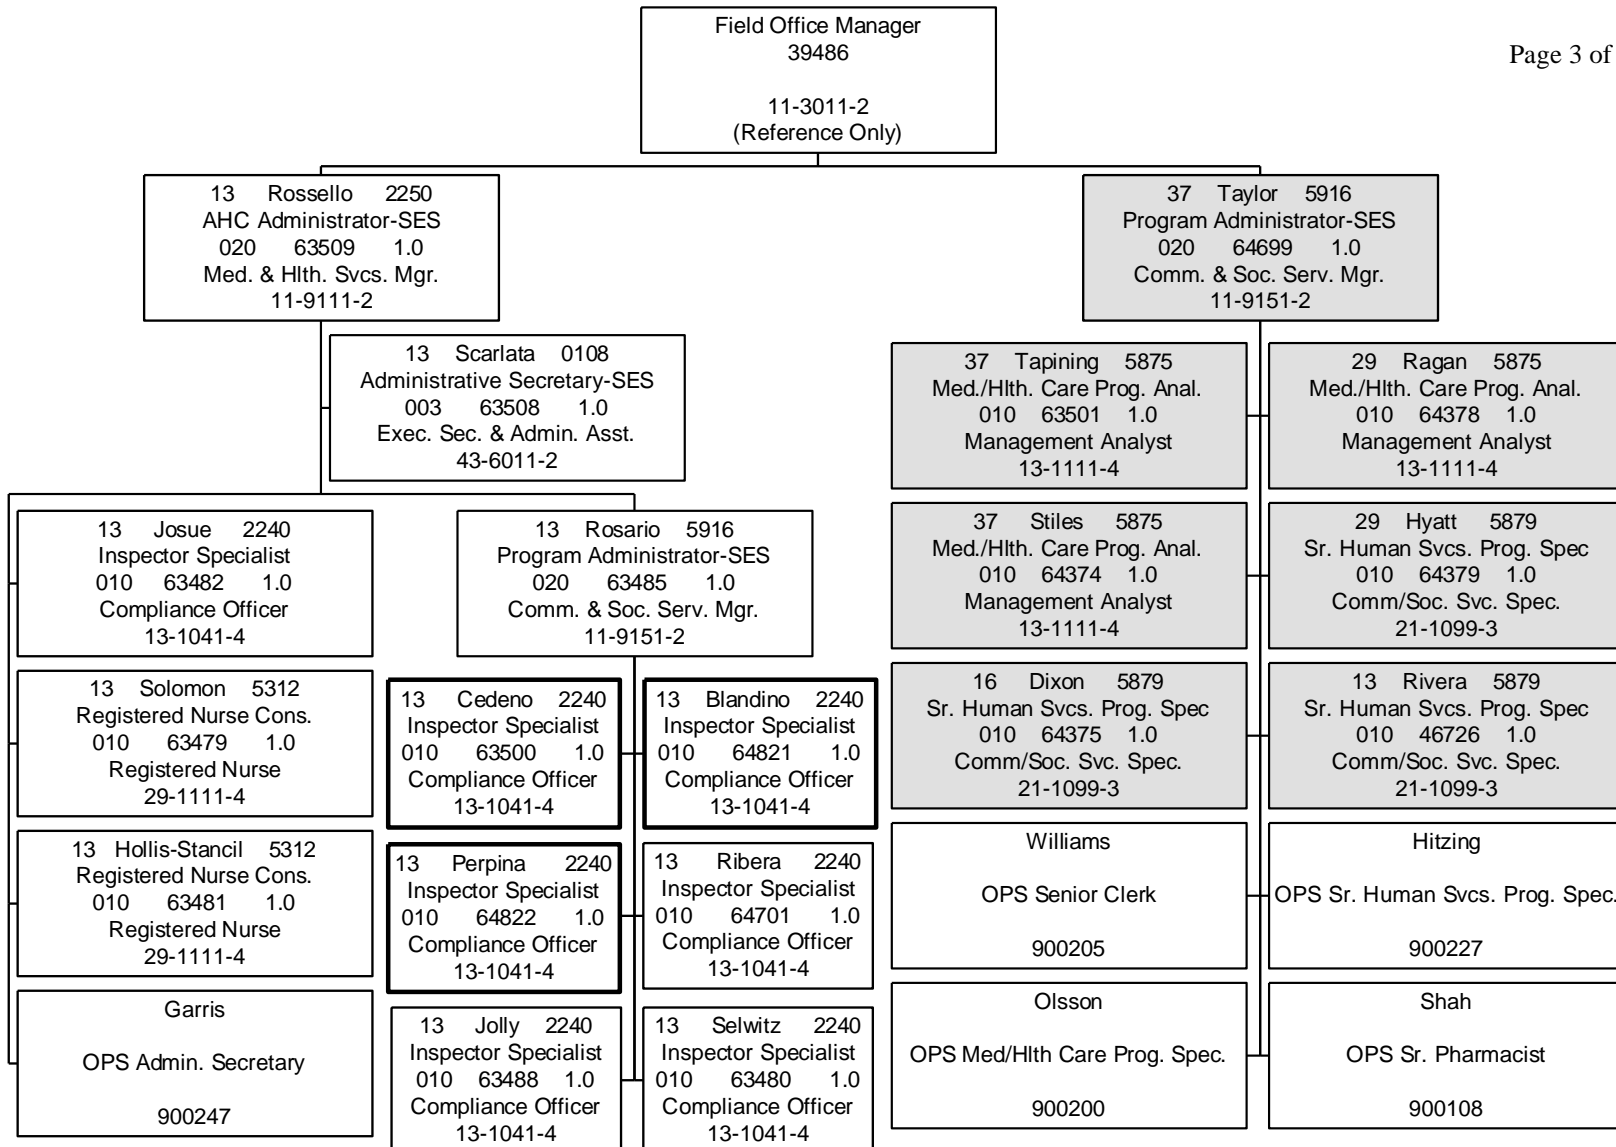 Page 3 of
Field Office Manager
39486
11-3011-2
(Reference Only)
13 Rossello 2250
AHC Administrator-SES
020 63509 1.0
Med. & Hlth. Svcs. Mgr.
11-9111-2
37 Taylor 5916
Program Administrator-SES
020 64699 1.0
Comm. & Soc. Serv. Mgr.
11-9151-2
13 Scarlata 0108
Administrative Secretary-SES
003 63508 1.0
Exec. Sec. & Admin. Asst.
43-6011-2
13 Josue 2240
Inspector Specialist
010 63482 1.0
Compliance Officer
13-1041-4
13 Solomon 5312
Registered Nurse Cons.
010 63479 1.0
Registered Nurse
29-1111-4
13 Hollis-Stancil 5312
Registered Nurse Cons.
010 63481 1.0
Registered Nurse
29-1111-4
Garris
OPS Admin. Secretary
900247
13 Rosario 5916
Program Administrator-SES
020 63485 1.0
Comm. & Soc. Serv. Mgr.
11-9151-2
13 Cedeno 2240
Inspector Specialist
010 63500 1.0
Compliance Officer
13-1041-4
13 Blandino 2240
Inspector Specialist
010 64821 1.0
Compliance Officer
13-1041-4
13 Perpina 2240
Inspector Specialist
010 64822 1.0
Compliance Officer
13-1041-4
13 Ribera 2240
Inspector Specialist
010 64701 1.0
Compliance Officer
13-1041-4
13 Jolly 2240
Inspector Specialist
010 63488 1.0
Compliance Officer
13-1041-4
13 Selwitz 2240
Inspector Specialist
010 63480 1.0
Compliance Officer
13-1041-4
37 Tapining 5875
Med./Hlth. Care Prog. Anal.
010 63501 1.0
Management Analyst
13-1111-4
29 Ragan 5875
Med./Hlth. Care Prog. Anal.
010 64378 1.0
Management Analyst
13-1111-4
37 Stiles 5875
Med./Hlth. Care Prog. Anal.
010 64374 1.0
Management Analyst
13-1111-4
29 Hyatt 5879
Sr. Human Svcs. Prog. Spec
010 64379 1.0
Comm/Soc. Svc. Spec.
21-1099-3
16 Dixon 5879
Sr. Human Svcs. Prog. Spec
010 64375 1.0
Comm/Soc. Svc. Spec.
21-1099-3
13 Rivera 5879
Sr. Human Svcs. Prog. Spec
010 46726 1.0
Comm/Soc. Svc. Spec.
21-1099-3
Williams
OPS Senior Clerk
900205
Hitzing
OPS Sr. Human Svcs. Prog. Spec.
900227
Olsson
OPS Med/Hlth Care Prog. Spec.
900200
Shah
OPS Sr. Pharmacist
900108